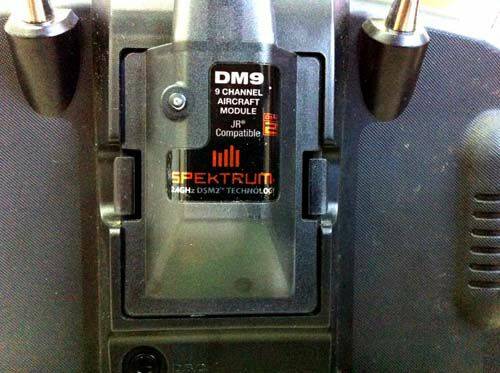 DM9
9 CHANNEL
AIRCRAFT
MODULE
JR®
Compatible
SPEKTRUM
2.4GHz DSM2™ TECHNOLOGY